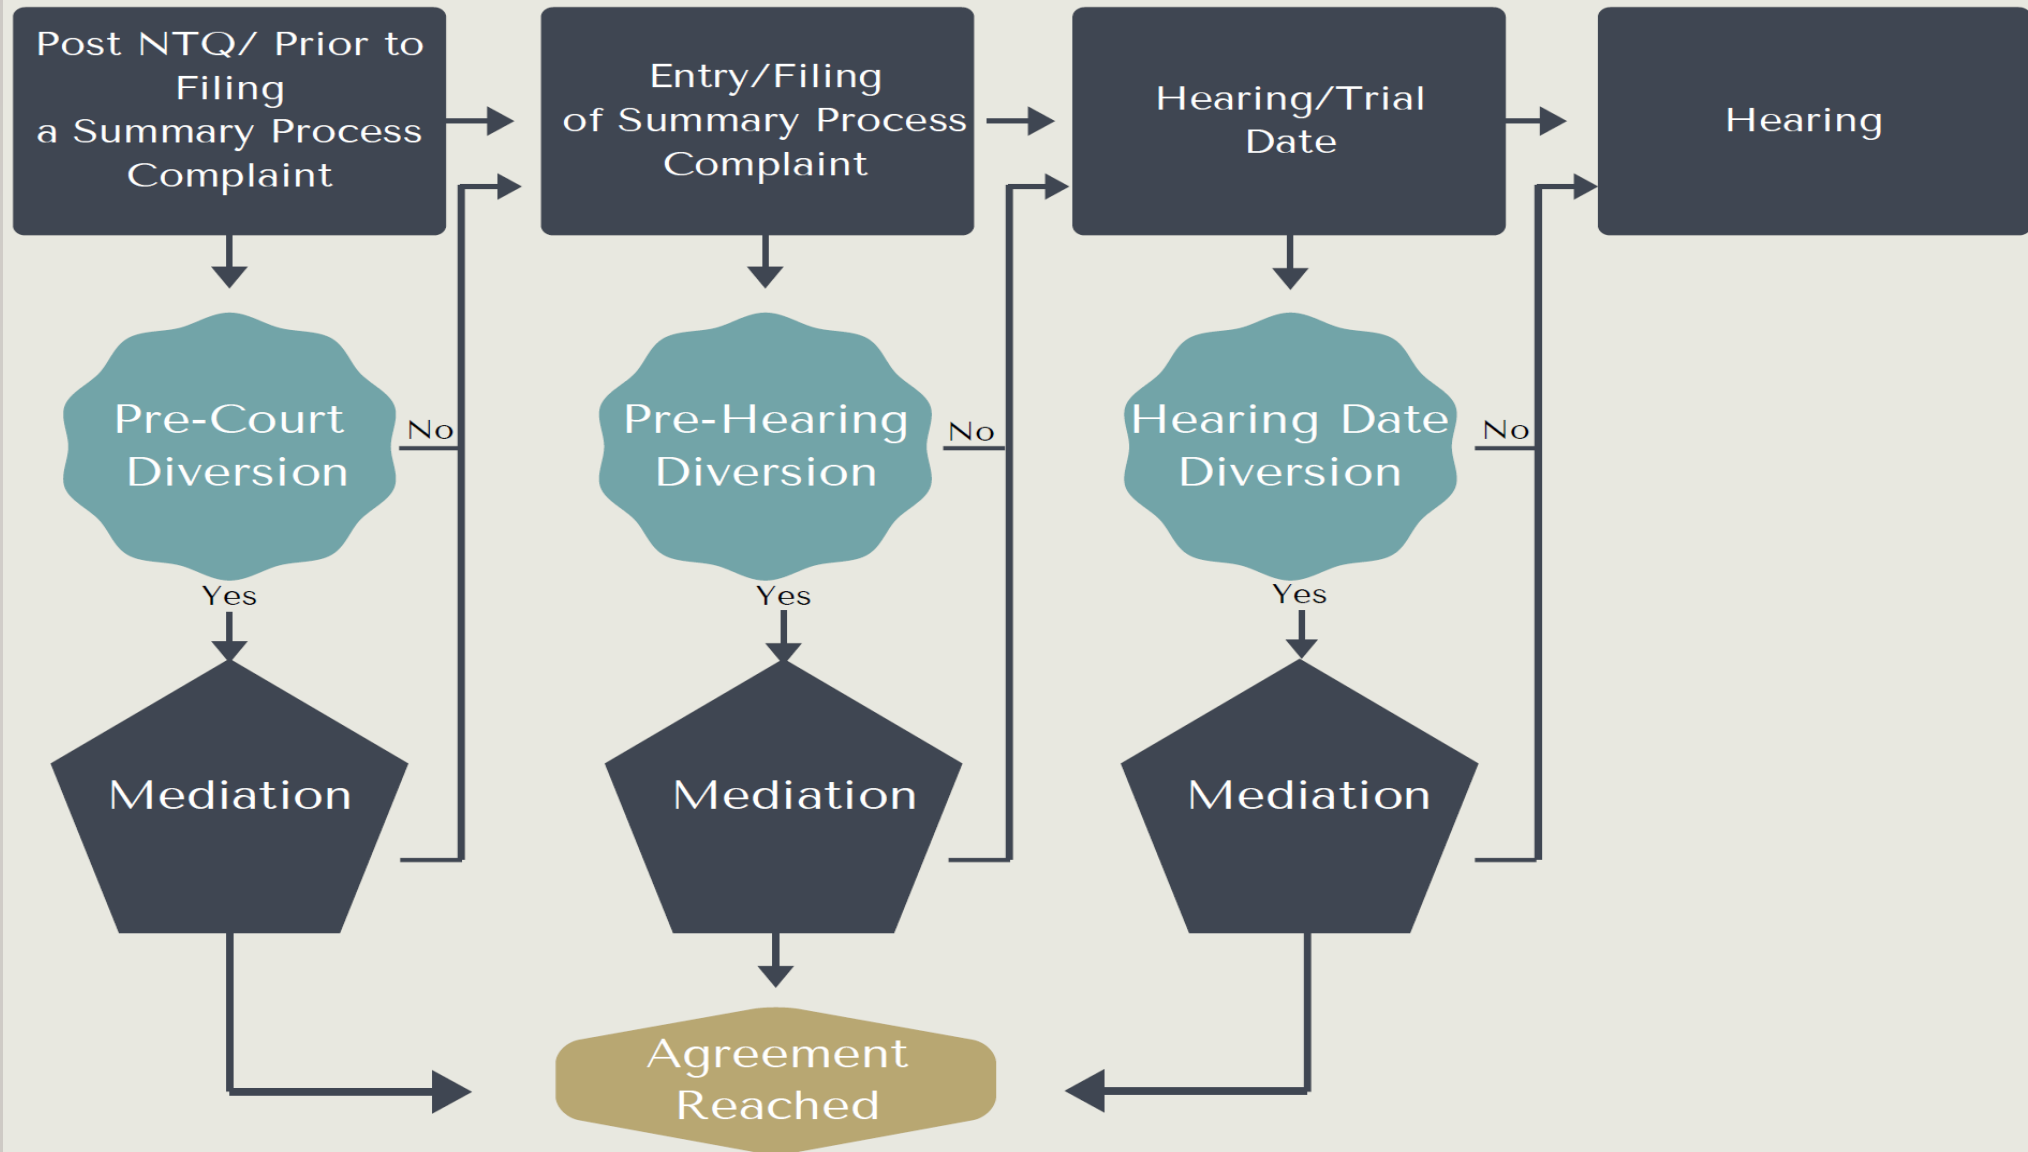 Post NTQ/ Prior to
Filing
a Summary Process
Complaint
Entry/Filing
of Summary Process
Complaint
Hearing/Trial
Date
Hearing
Pre-Court
Diversion
No
Pre-Hearing
Diversion
No
Hearing Date
Diversion
No
Yes
Yes
Yes
Mediation
Mediation
Mediation
Agreement
Reached